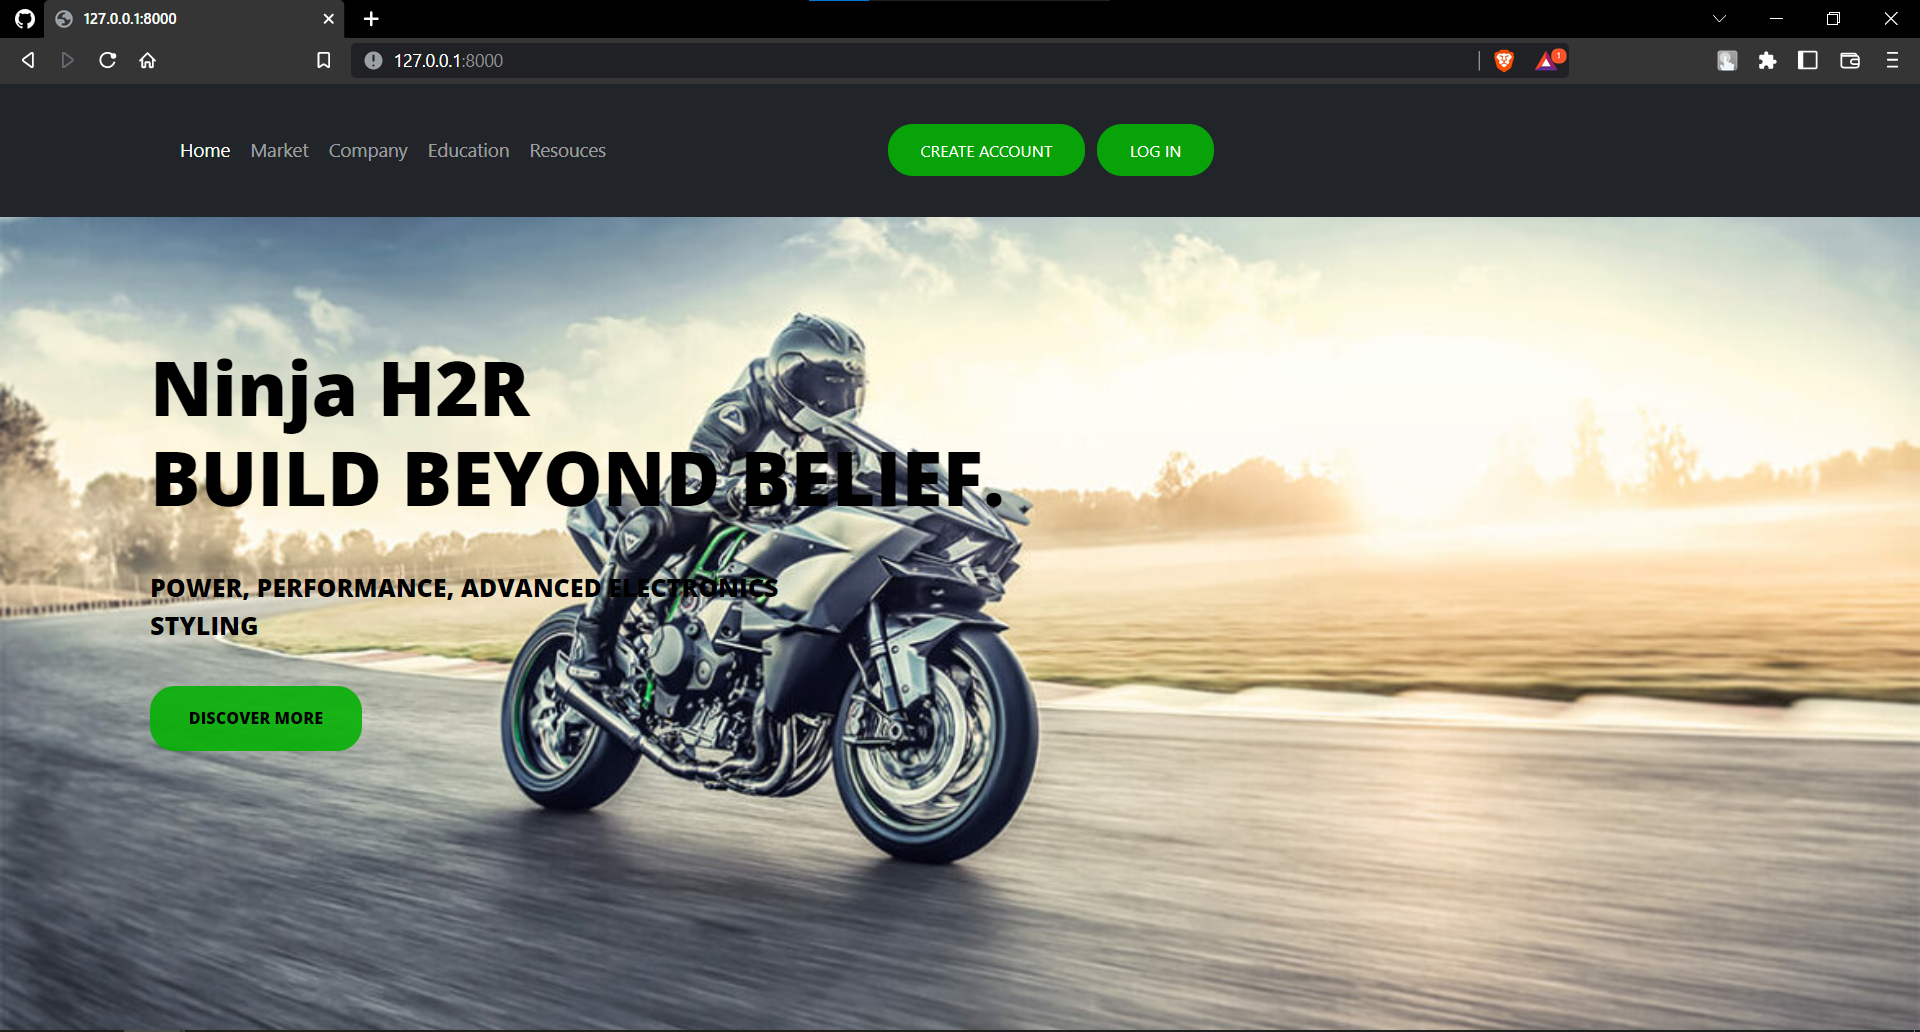 127.0.0.1:8000
127.0.0.1:8000
1
Home Market Company Education Resouces CREATE ACCOUNT LOG IN
Ninja H2R
BUILD BEYOND BELIEF.
POWER, PERFORMANCE, ADVANCED ELECTRONICS
STYLING
DISCOVER MORE